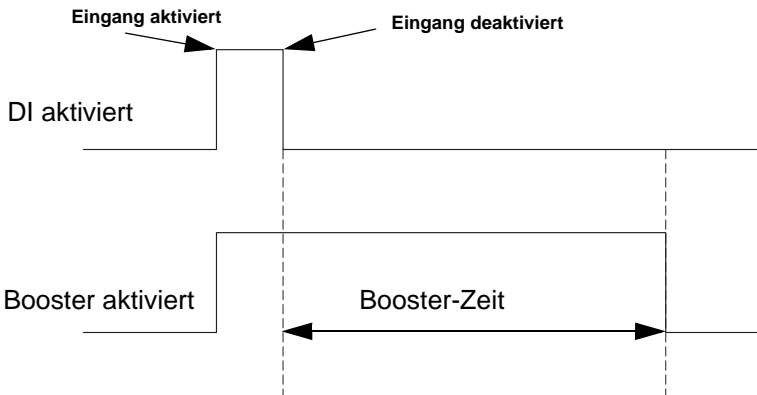 Eingang aktiviert
Eingang deaktiviert
DI aktiviert
Booster aktiviert
Booster-Zeit